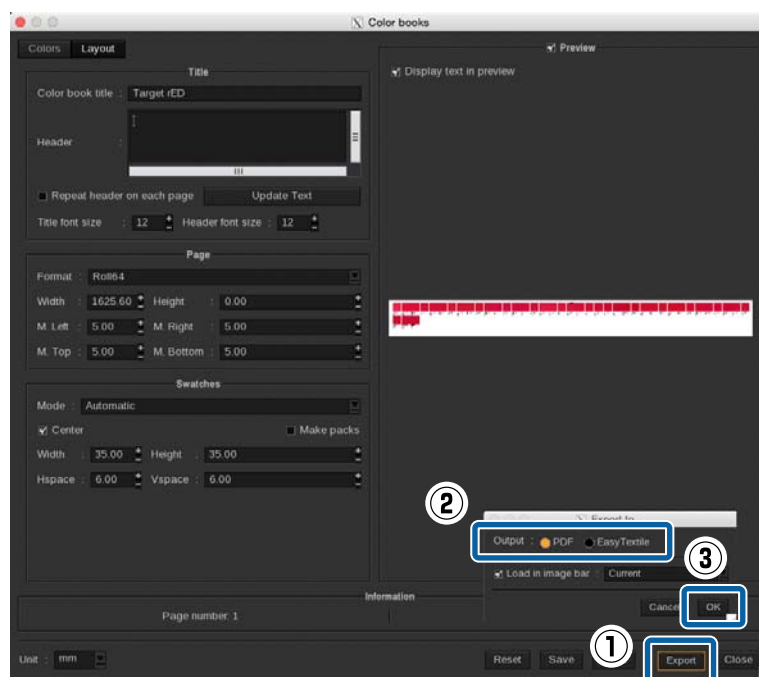 Color books
Colors Layout
Preview
Title
Display text in preview
Color book title : Target rED
Header :
Repeat header on each page Update Text
Title font size : 12 Header font size : 12
Page
Format : Roll64
Width : 1625.60 Height : 0.00
M. Left : 5.00 M. Right : 5.00
M. Top : 5.00 M. Bottom : 5.00
Swatches
Mode : Automatic
Center Make packs
Width : 35.00 Height : 35.00
Hspace : 6.00 Vspace : 6.00
②
Export to
Output : PDF EasyTextile
③
Load in image bar : Current
Information
Cancel OK
Page number: 1
①
Unit : mm Reset Save Export Close